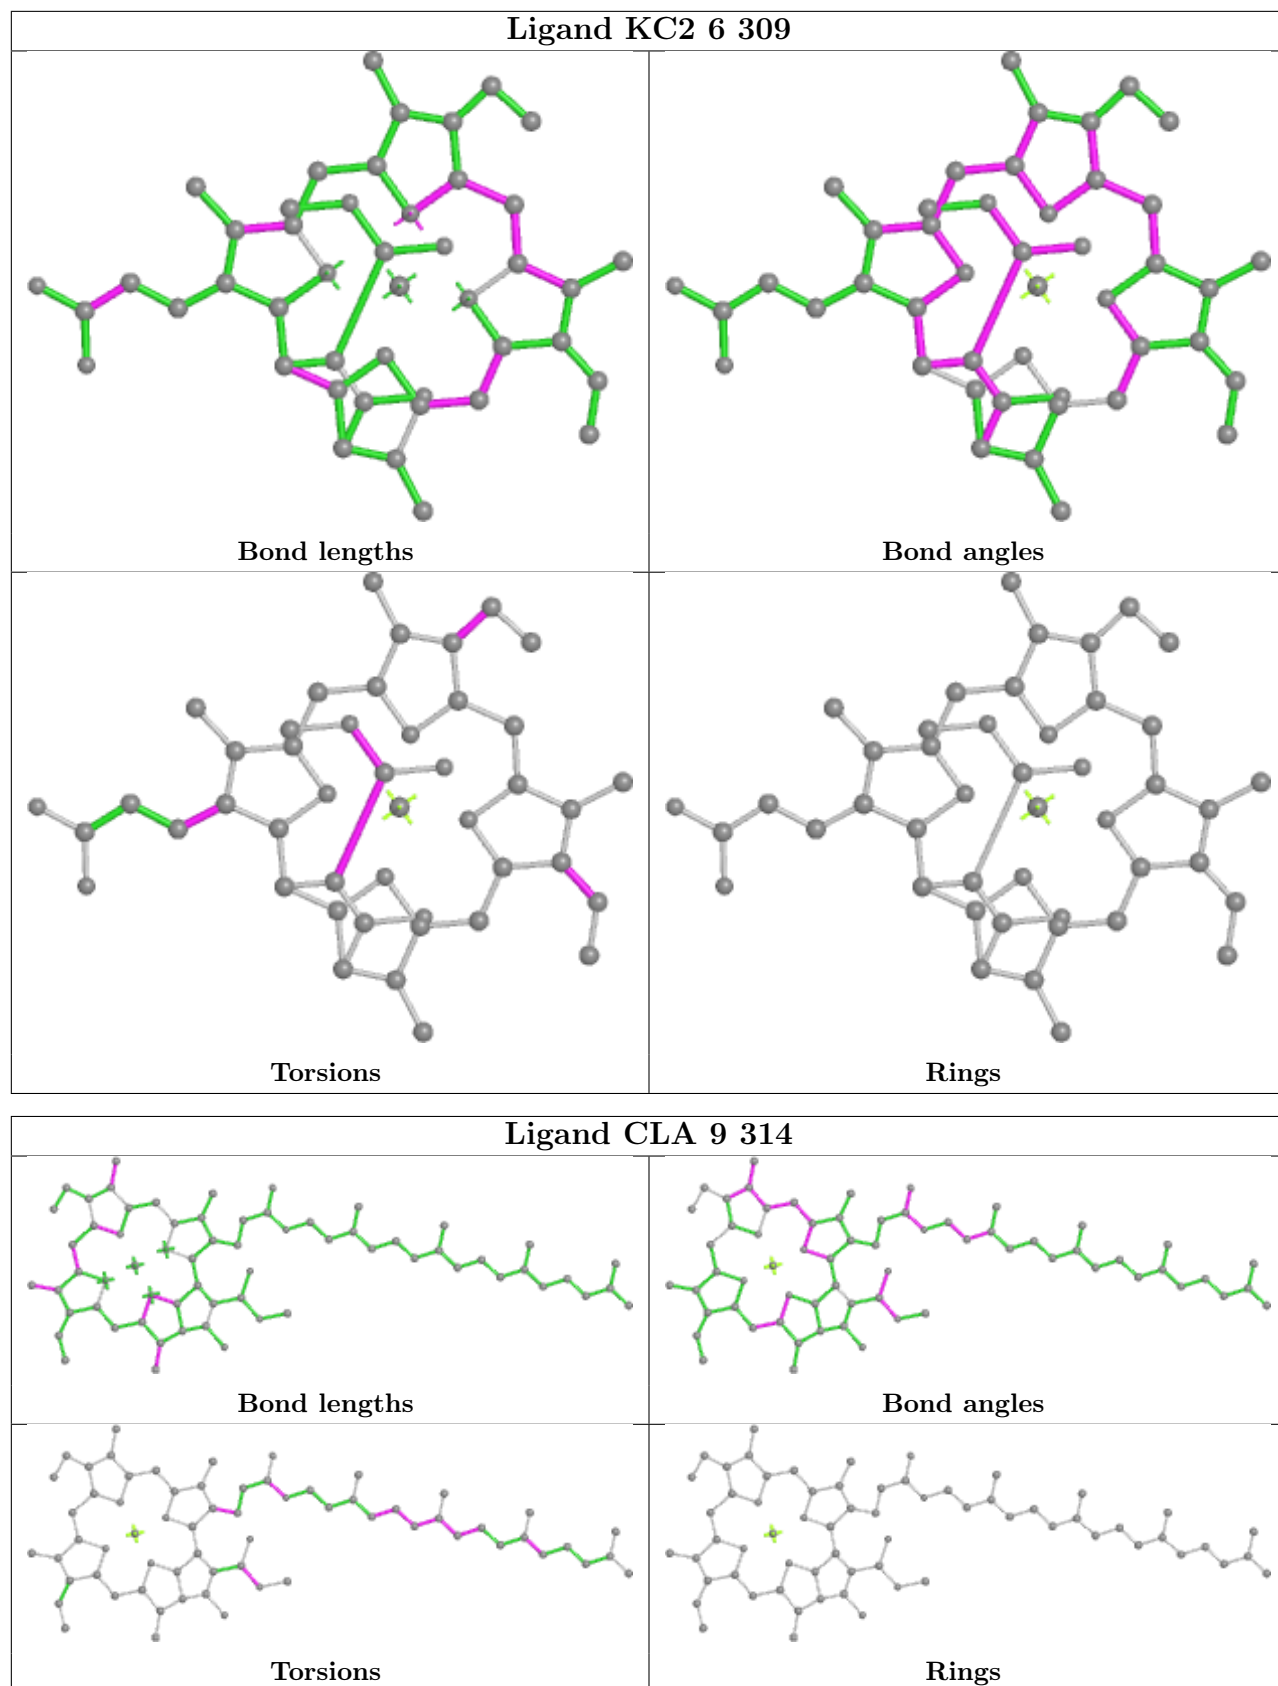 Ligand KC2 6 309
Bond lengths
Bond angles
Torsions
Rings
Ligand CLA 9 314
Bond lengths
Bond angles
Torsions
Rings